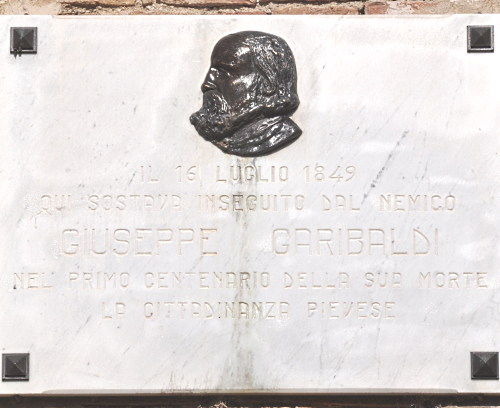 IL 16 LUGLIO 1849
QUI SOSTAVA INSEGUITO DAL NEMICO
GIUSEPPE GARIBALDI
NEL PRIMO CENTENARIO DELLA SUA MORTE
LA CITTADINANZA PIEVESE